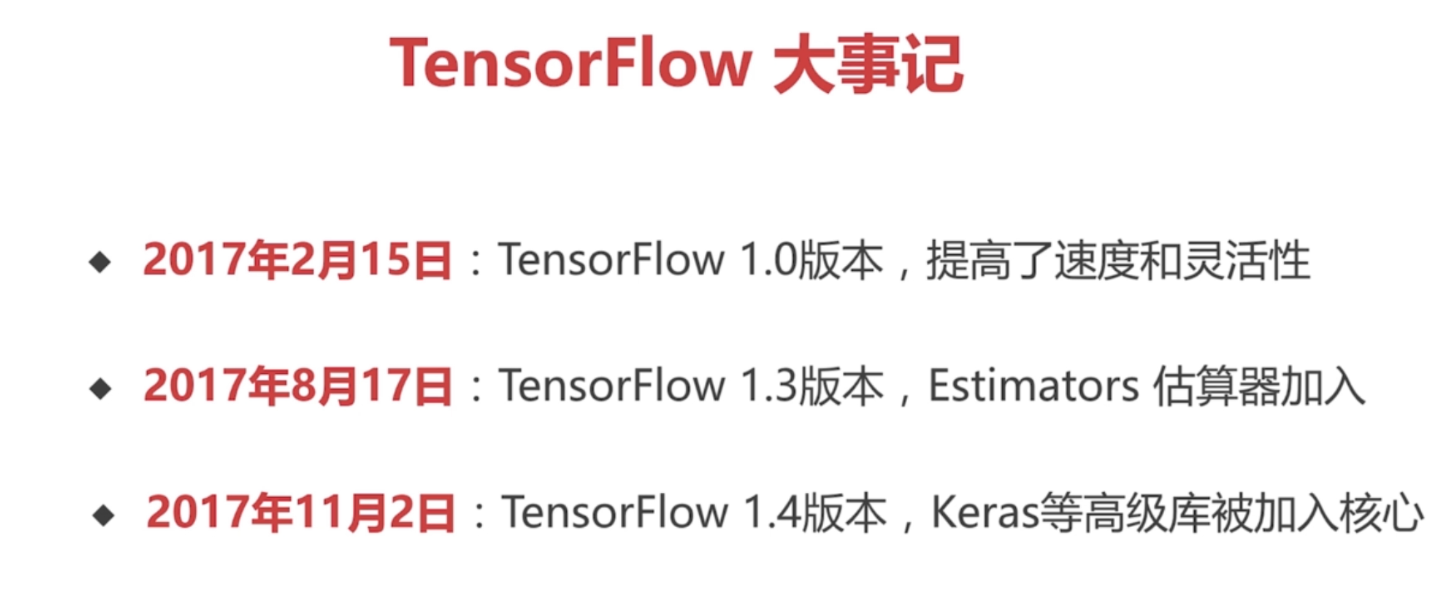 TensorFlow 大事记
◆ 2017年2月15日：TensorFlow 1.0版本，提高了速度和灵活性
◆ 2017年8月17日：TensorFlow 1.3版本，Estimators 估算器加入
◆ 2017年11月2日：TensorFlow 1.4版本，Keras等高级库被加入核心